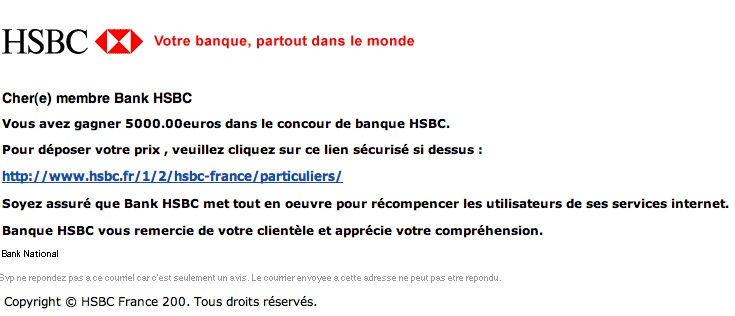 HSBC Votre banque, partout dans le monde
Cher(e) membre Bank HSBC
Vous avez gagner 5000.00euros dans le concour de banque HSBC.
Pour déposer votre prix , veuillez cliquez sur ce lien sécurisé si dessus :
http://www.hsbc.fr/1/2/hsbc-france/particuliers/
Soyez assuré que Bank HSBC met tout en oeuvre pour récompencer les utilisateurs de ses services internet.
Banque HSBC vous remercie de votre clientèle et apprécie votre compréhension.
Bank National
Svp ne repondez pas a ce courriel car c'est seulement un avis. Le courrier envoyee a cette adresse ne peut pas etre repondu.
Copyright © HSBC France 200. Tous droits réservés.